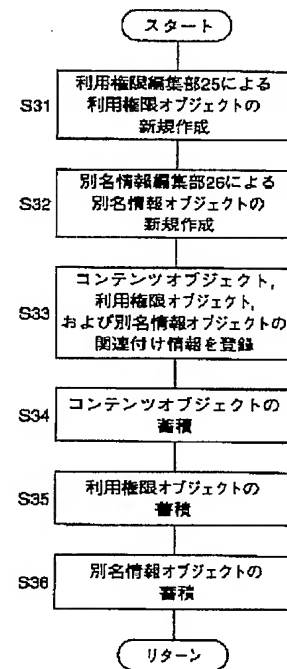 スタート
S31
利用権限編集部25による
利用権限オブジェクトの
新規作成
S32
別名情報編集部26による
別名情報オブジェクトの
新規作成
S33
コンテンツオブジェクト,
利用権限オブジェクト,
および別名情報オブジェクトの
関連付け情報を登録
S34
コンテンツオブジェクトの
蓄積
S35
利用権限オブジェクトの
蓄積
S36
別名情報オブジェクトの
蓄積
リターン